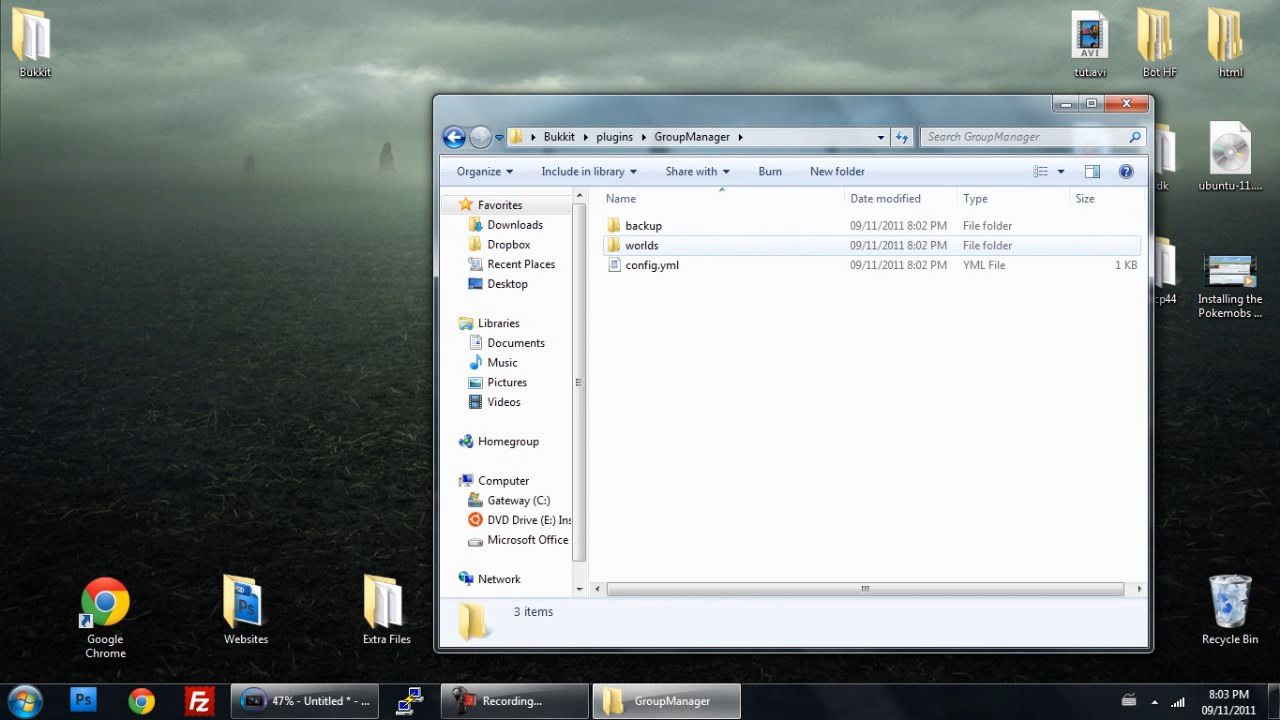 Bukkit
tut.avi
AVI
Bot HF
html
dk
ubuntu-11....
cp44
Installing the
Pokemobs ...
Bukkit
plugins
GroupManager
Search GroupManager
Organize
Include in library
Share with
Burn
New folder
Name
Date modified
Type
Size
backup
09/11/2011 8:02 PM
File folder
worlds
09/11/2011 8:02 PM
File folder
config.yml
09/11/2011 8:02 PM
YML File
1 KB
Favorites
Downloads
Dropbox
Recent Places
Desktop
Libraries
Documents
Music
Pictures
Videos
Homegroup
Computer
Gateway (C:)
DVD Drive (E:) Ins
Microsoft Office
Network
3 items
Google
Chrome
Ps
Websites
Extra Files
Recycle Bin
Ps
Fz
47% - Untitled * - ...
Recording...
GroupManager
8:03 PM
09/11/2011